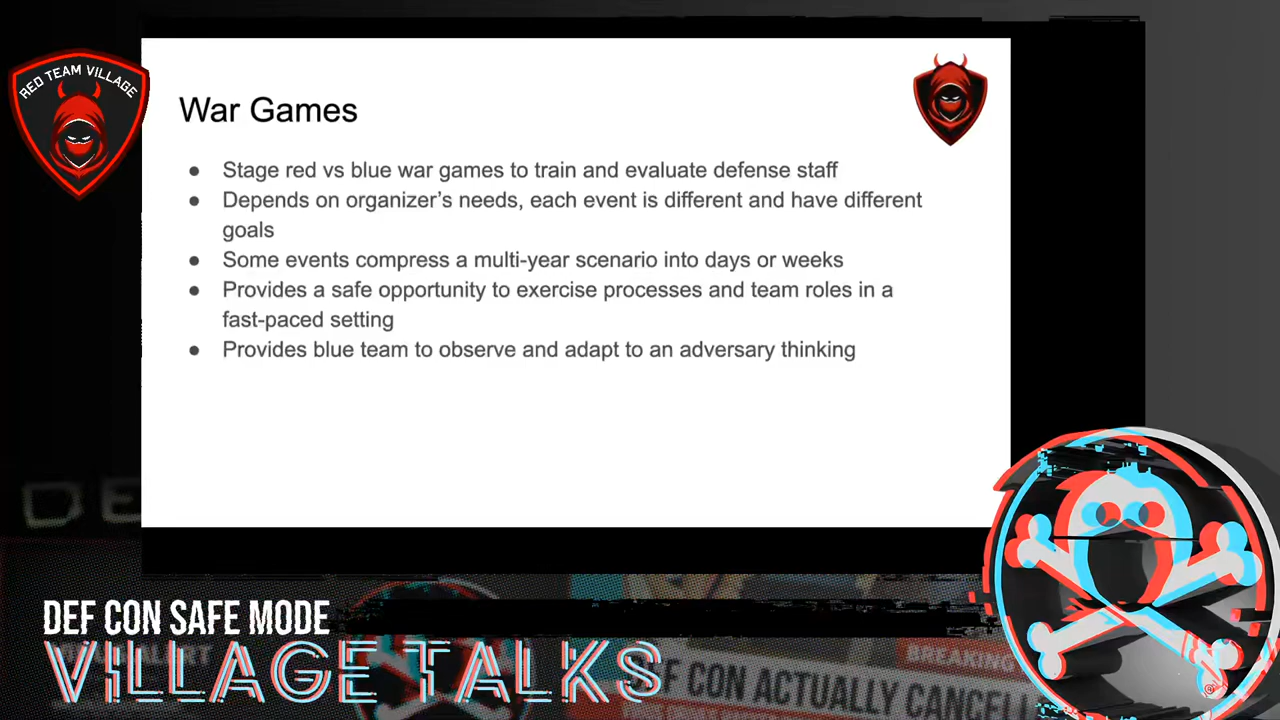 RED TEAM VILLAGE
War Games
● Stage red vs blue war games to train and evaluate defense staff
● Depends on organizer's needs, each event is different and have different
goals
● Some events compress a multi-year scenario into days or weeks
● Provides a safe opportunity to exercise processes and team roles in a
fast-paced setting
● Provides blue team to observe and adapt to an adversary thinking
DE
DEF CON SAFE MODE
VILLAGE TALKS
BREAKING
EF CON ACTUALLY CANCELL